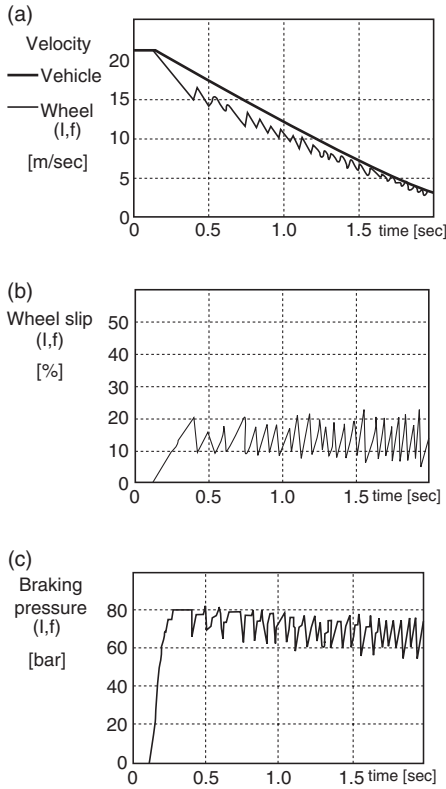 (a)
Velocity
Vehicle
Wheel
(I,f)
[m/sec]
20
15
10
5
0
0 0.5 1.0 1.5 time [sec]
(b)
Wheel slip
(I,f)
[%]
50
40
30
20
10
0
0 0.5 1.0 1.5 time [sec]
(c)
Braking
pressure
(I,f)
[bar]
80
60
40
20
0
0 0.5 1.0 1.5 time [sec]